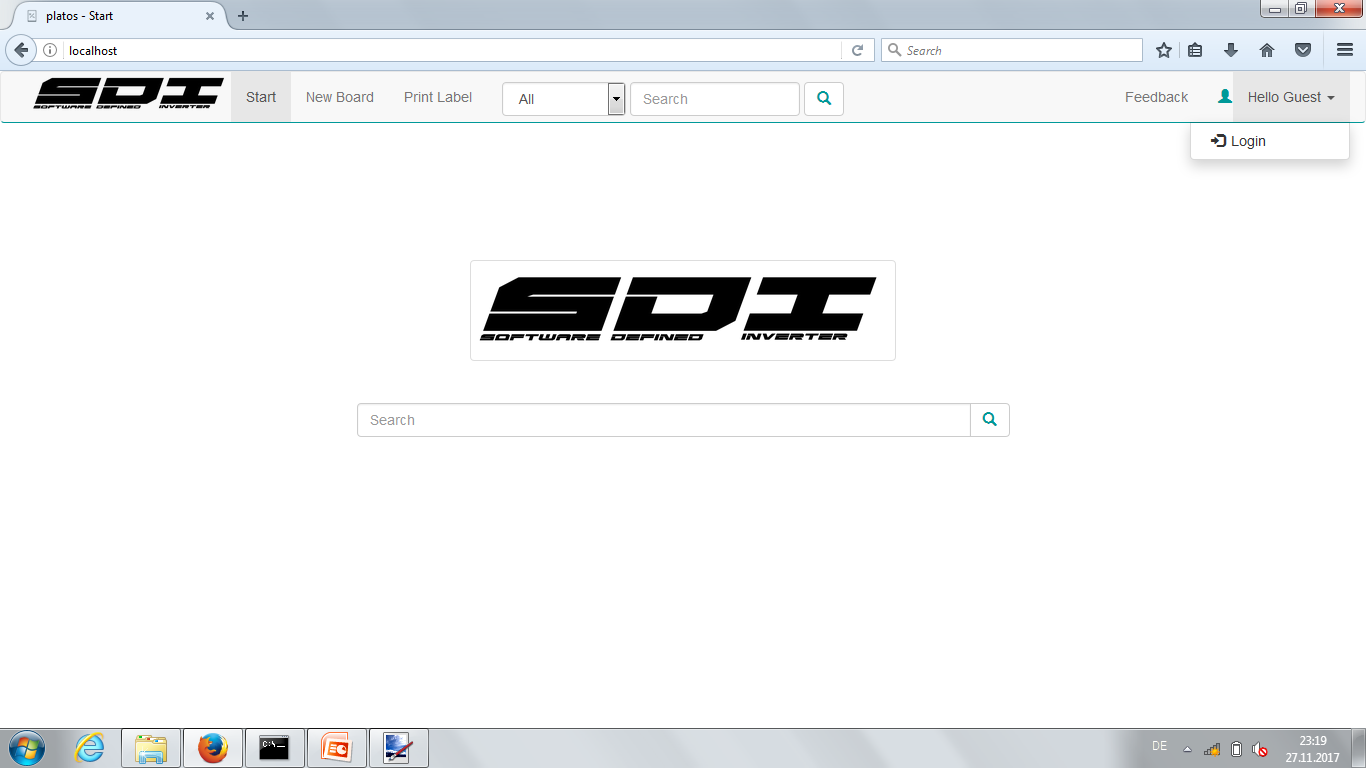 platos - Start
localhost
Search
SDI
SOFTWARE DEFINED INVERTER
Start
New Board
Print Label
All
Search
Feedback
Hello Guest
Login
SDI
SOFTWARE DEFINED INVERTER
Search
C:\
DE
23:19
27.11.2017